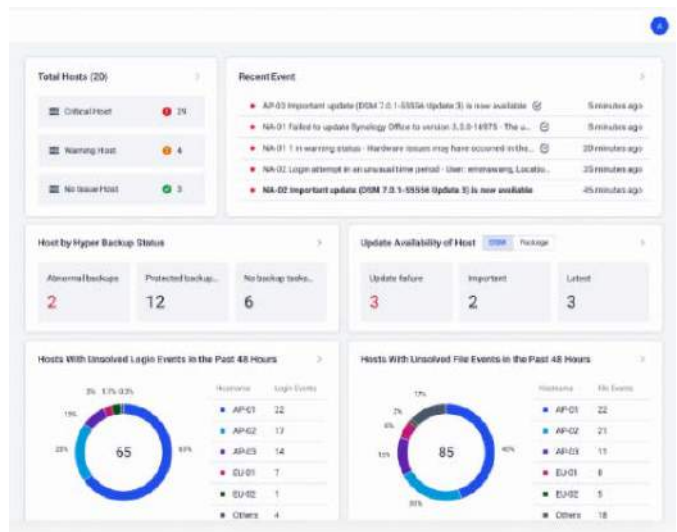 A
Total Hosts (20)
Critical Host
Warning Host
4
No Issue Host
3
Recent Event
AP-03 Important update (DSM 7.0.1-55556 Update 3) is now available
5 minutes ago
NA-01 Failed to update Synology Office to version 3.3.0-16975 - The u...
5 minutes ago
NA-01 1 in warning status - Hardware issues may have occurred in the...
20 minutes ago
NA-02 Login attempt in an unusual time period - User: emmawang, Locatio...
25 minutes ago
NA-02 Important update (DSM 7.0.1-55556 Update 3) is now available
45 minutes ago
Host by Hyper Backup Status
Abnormal backups
2
Protected backup...
12
No backup tasks...
6
Update Availability of Host
DSM
Package
Update failure
3
Important
2
Latest
3
Hosts With Unsolved Login Events in the Past 48 Hours
65
Hostname
Login Events
AP-01
22
AP-02
17
AP-03
14
EU-01
7
EU-02
1
Others
4
Hosts With Unsolved File Events in the Past 48 Hours
17%
85
Hostname
File Events
AP-01
22
AP-02
21
AP-03
11
EU-01
EU-02
5
Others
18